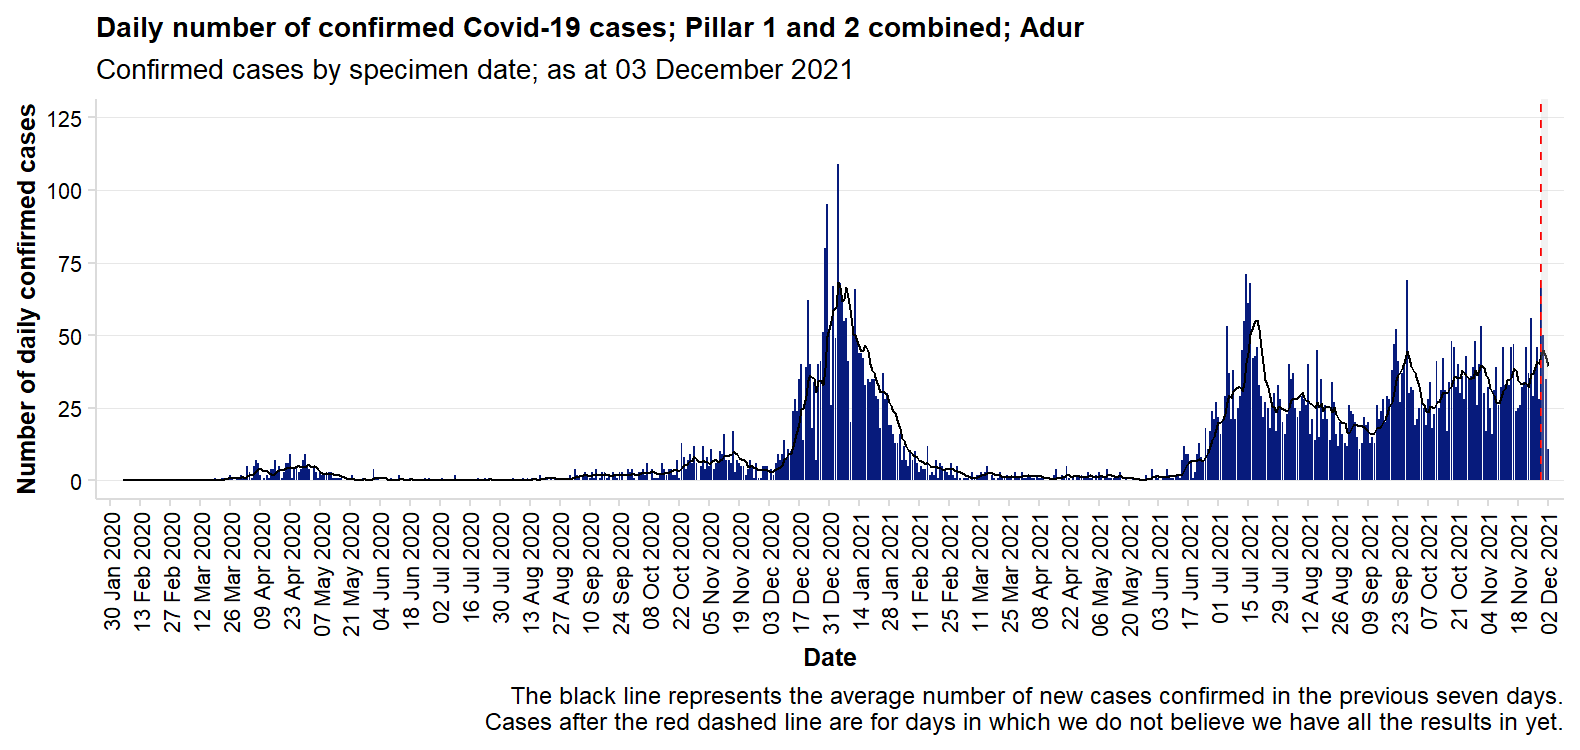 Daily number of confirmed Covid-19 cases; Pillar 1 and 2 combined; Adur
Confirmed cases by specimen date; as at 03 December 2021
Number of daily confirmed cases
125
100
75
50
25
0
30 Jan 2020
13 Feb 2020
27 Feb 2020
12 Mar 2020
26 Mar 2020
09 Apr 2020
23 Apr 2020
07 May 2020
21 May 2020
04 Jun 2020
18 Jun 2020
02 Jul 2020
16 Jul 2020
30 Jul 2020
13 Aug 2020
27 Aug 2020
10 Sep 2020
24 Sep 2020
08 Oct 2020
22 Oct 2020
05 Nov 2020
19 Nov 2020
03 Dec 2020
17 Dec 2020
31 Dec 2020
14 Jan 2021
28 Jan 2021
11 Feb 2021
25 Feb 2021
11 Mar 2021
25 Mar 2021
08 Apr 2021
22 Apr 2021
06 May 2021
20 May 2021
03 Jun 2021
17 Jun 2021
01 Jul 2021
15 Jul 2021
29 Jul 2021
12 Aug 2021
26 Aug 2021
09 Sep 2021
23 Sep 2021
07 Oct 2021
21 Oct 2021
04 Nov 2021
18 Nov 2021
02 Dec 2021
Date
The black line represents the average number of new cases confirmed in the previous seven days.
Cases after the red dashed line are for days in which we do not believe we have all the results in yet.